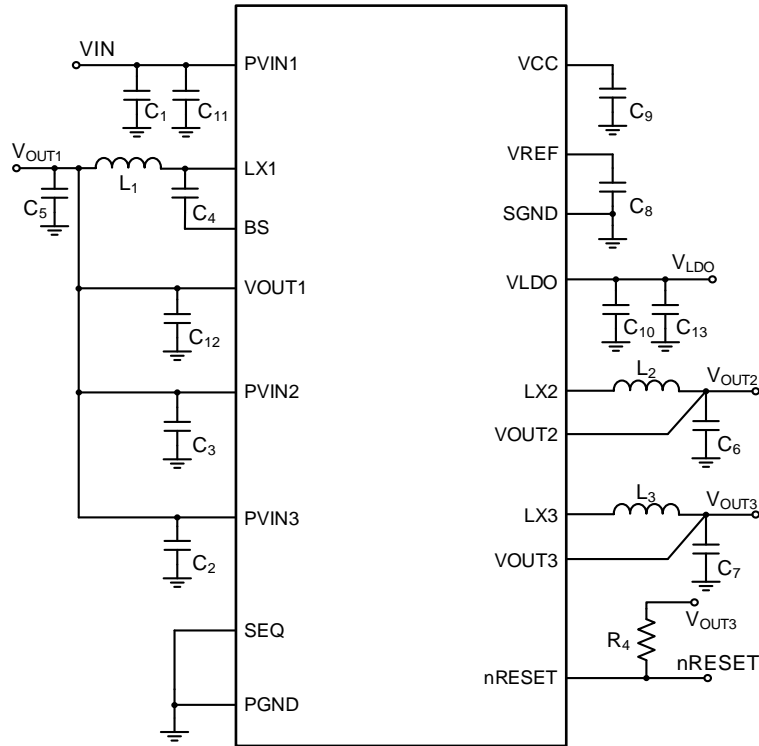 VIN
PVIN1
C1
C11
VOUT1
L1
LX1
C5
C4
BS
VOUT1
C12
PVIN2
C3
PVIN3
C2
SEQ
PGND
VCC
C9
VREF
C8
SGND
VLDO
VLDO
C10
C13
LX2
L2
VOUT2
VOUT2
C6
LX3
L3
VOUT3
VOUT3
C7
VOUT3
R4
nRESET
nRESET